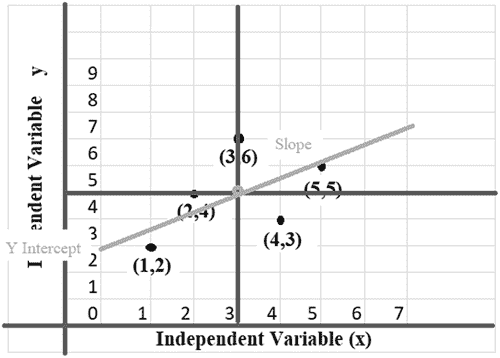 y
9
8
7
6
5
4
3
2
1
0
Slope
(3,6)
(5,5)
(2,4)
(4,3)
Y Intercept
(1,2)
1 2 3 4 5 6 7
Independent Variable (x)
Variable